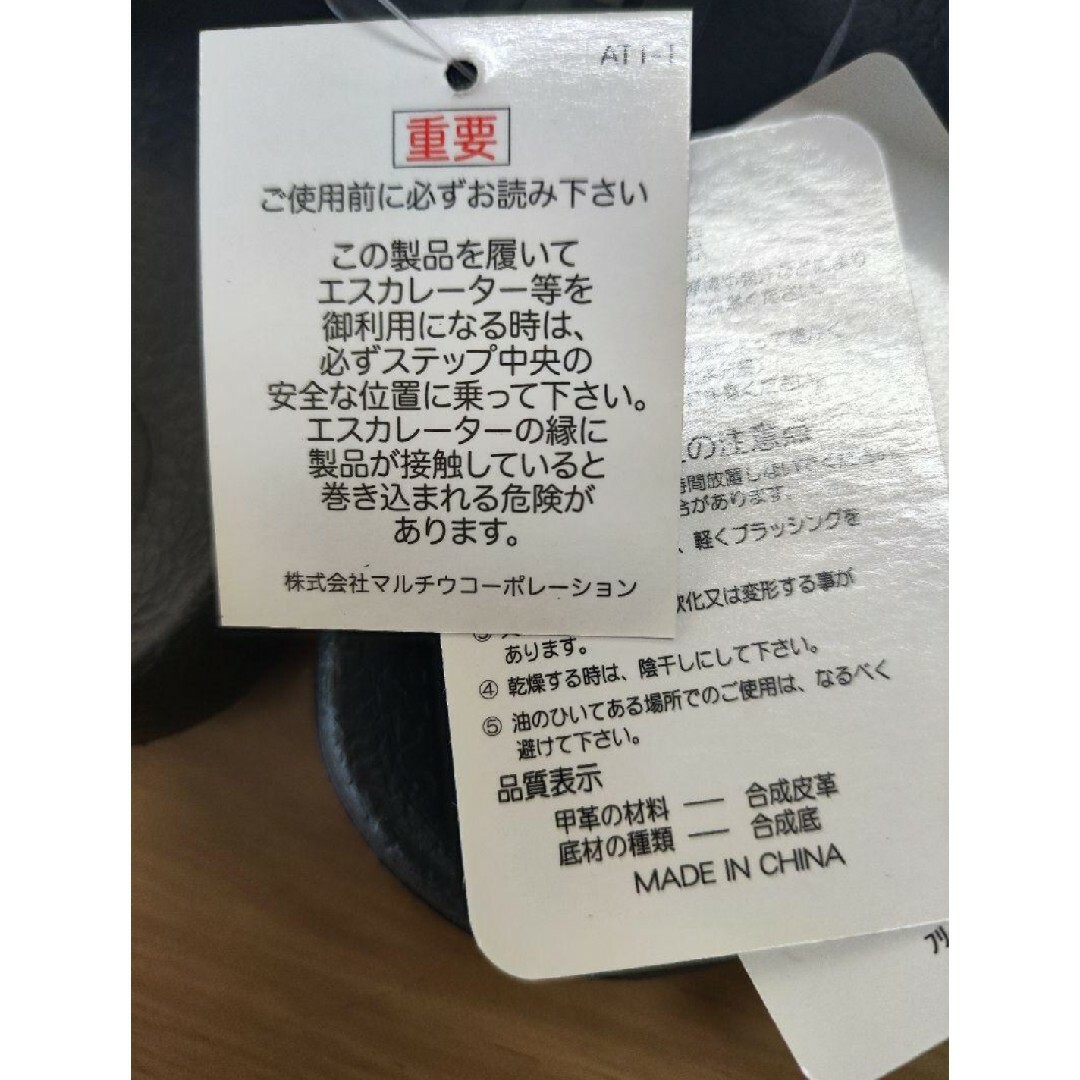 重要
ご使用前に必ずお読み下さい
この製品を履いて
エスカレーター等を
御利用になる時は、
必ずステップ中央の
安全な位置に乗って下さい。
エスカレーターの縁に
製品が接触していると
巻き込まれる危険が
あります。
株式会社マルチウコーポレーション
の注意点
合があります。
、軽くブラッシングを
軟化又は変形する事が
あります。
④ 乾燥する時は、陰干しにして下さい。
⑤ 油のひいてある場所でのご使用は、なるべく
避けて下さい。
品質表示
甲革の材料 ── 合成皮革
底材の種類 ── 合成底
MADE IN CHINA